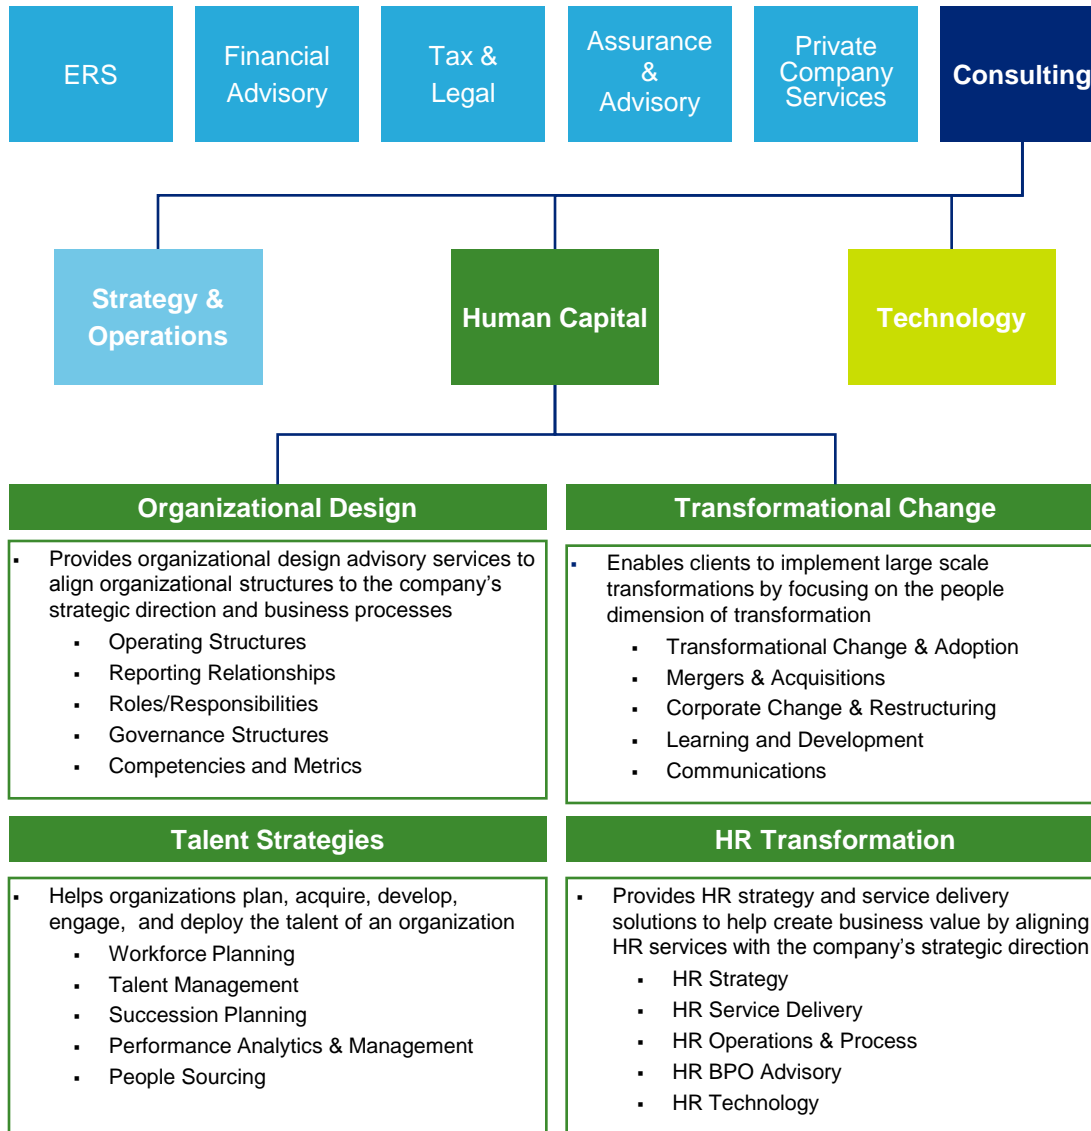 ERS
Financial
Advisory
Tax &
Legal
Assurance
&
Advisory
Private
Company
Services
Consulting
Strategy &
Operations
Human Capital
Technology
Organizational Design
▪ Provides organizational design advisory services to
align organizational structures to the company’s
strategic direction and business processes
▪ Operating Structures
▪ Reporting Relationships
▪ Roles/Responsibilities
▪ Governance Structures
▪ Competencies and Metrics
Transformational Change
▪ Enables clients to implement large scale
transformations by focusing on the people
dimension of transformation
▪ Transformational Change & Adoption
▪ Mergers & Acquisitions
▪ Corporate Change & Restructuring
▪ Learning and Development
▪ Communications
Talent Strategies
▪ Helps organizations plan, acquire, develop,
engage, and deploy the talent of an organization
▪ Workforce Planning
▪ Talent Management
▪ Succession Planning
▪ Performance Analytics & Management
▪ People Sourcing
HR Transformation
▪ Provides HR strategy and service delivery
solutions to help create business value by aligning
HR services with the company’s strategic direction
▪ HR Strategy
▪ HR Service Delivery
▪ HR Operations & Process
▪ HR BPO Advisory
▪ HR Technology